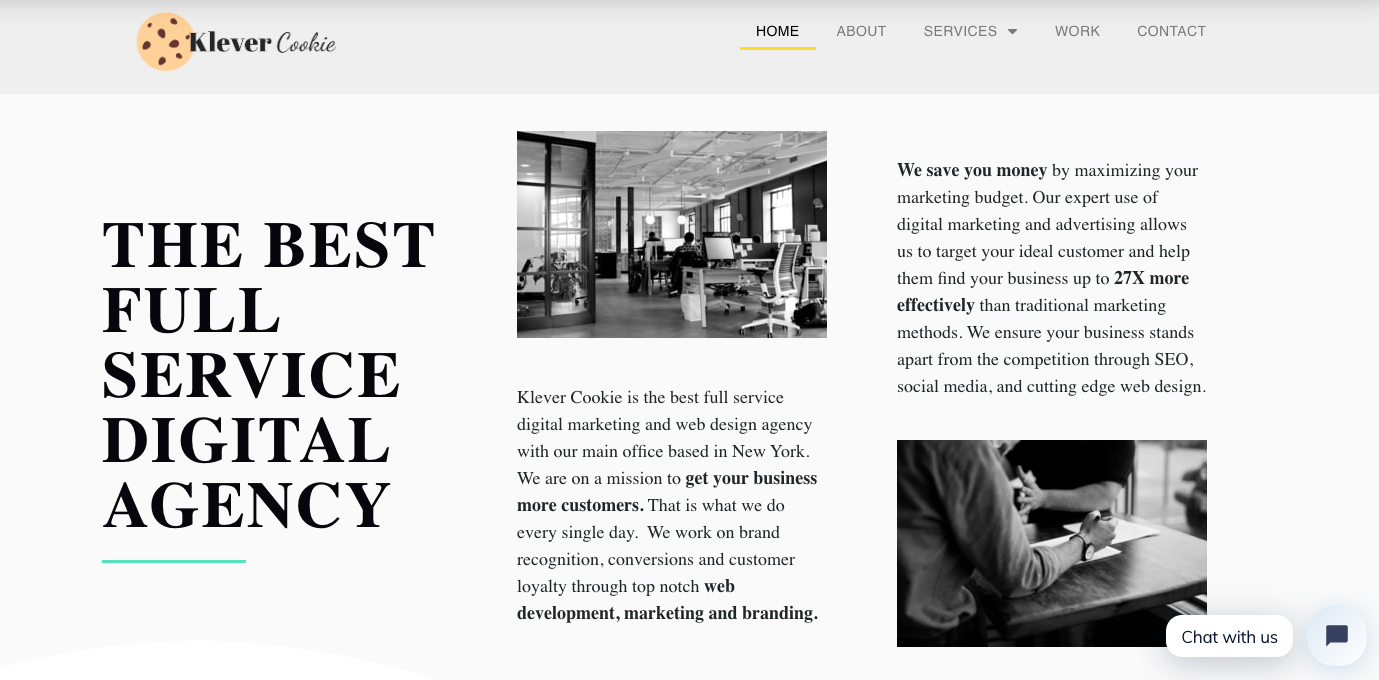 Klever Cookie
HOME ABOUT SERVICES WORK CONTACT
THE BEST
FULL
SERVICE
DIGITAL
AGENCY
Klever Cookie is the best full service
digital marketing and web design agency
with our main office based in New York.
We are on a mission to get your business
more customers. That is what we do
every single day.  We work on brand
recognition, conversions and customer
loyalty through top notch web
development, marketing and branding.
We save you money by maximizing your
marketing budget. Our expert use of
digital marketing and advertising allows
us to target your ideal customer and help
them find your business up to 27X more
effectively than traditional marketing
methods. We ensure your business stands
apart from the competition through SEO,
social media, and cutting edge web design.
Chat with us